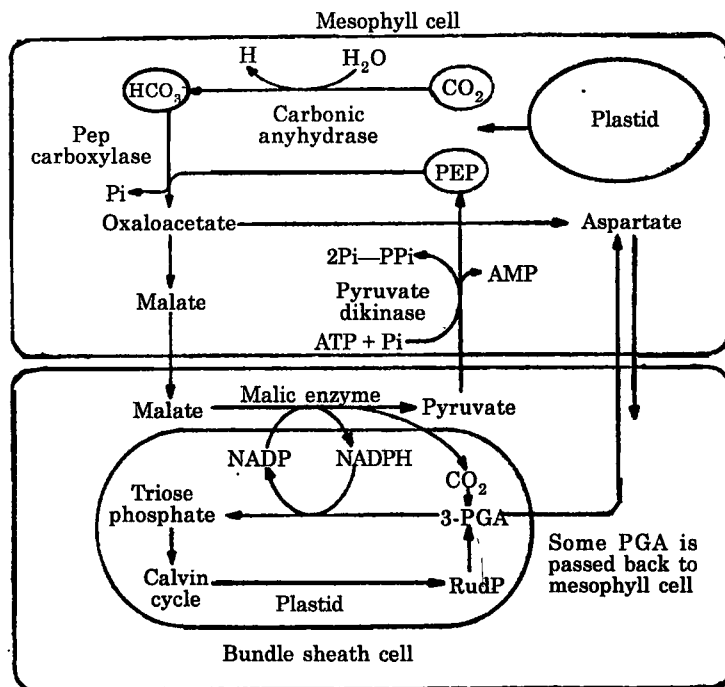 Mesophyll cell
H
H₂O
HCO₃⁻
CO₂
Carbonic
anyhydrase
Plastid
Pep
carboxylase
PEP
Pi
Oxaloacetate
Aspartate
2Pi—PPi
AMP
Pyruvate
dikinase
Malate
ATP + Pi
Malate
Malic enzyme
Pyruvate
NADP
NADPH
CO₂
Triose
phosphate
3-PGA
Some PGA is
passed back to
mesophyll cell
Calvin
cycle
Plastid
RudP
Bundle sheath cell